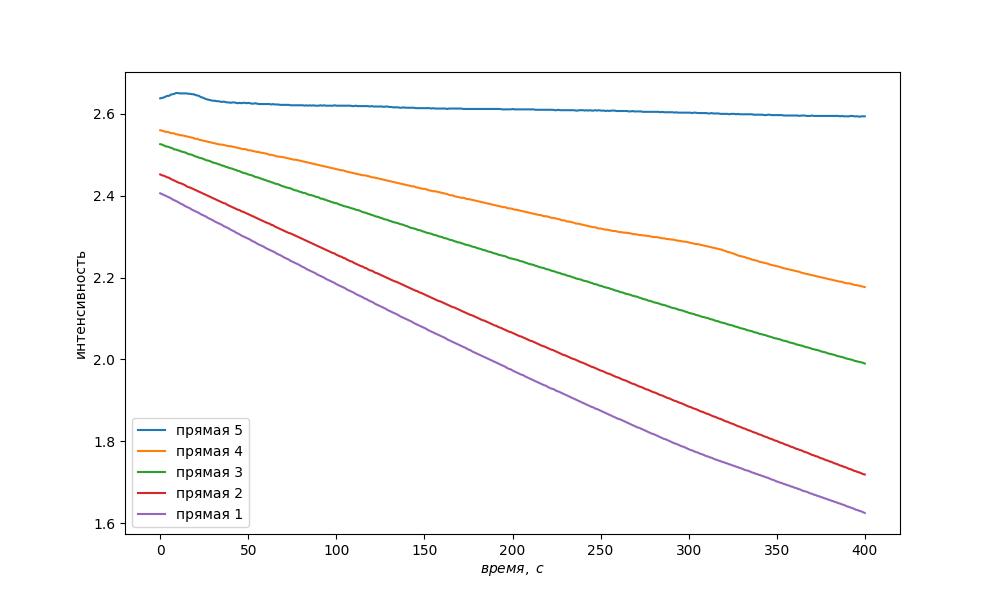 2.6
2.4
2.2
2.0
1.8
1.6
интенсивность
прямая 5
прямая 4
прямая 3
прямая 2
прямая 1
0 50 100 150 200 250 300 350 400
время, с